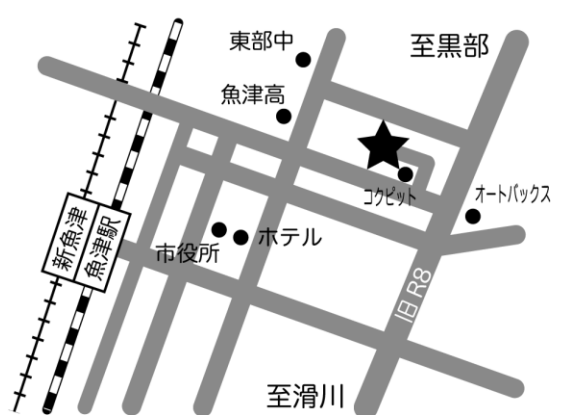 東部中
至黒部
魚津高
コクピット
オートバックス
新魚津
魚津駅
市役所
ホテル
旧R8
至滑川